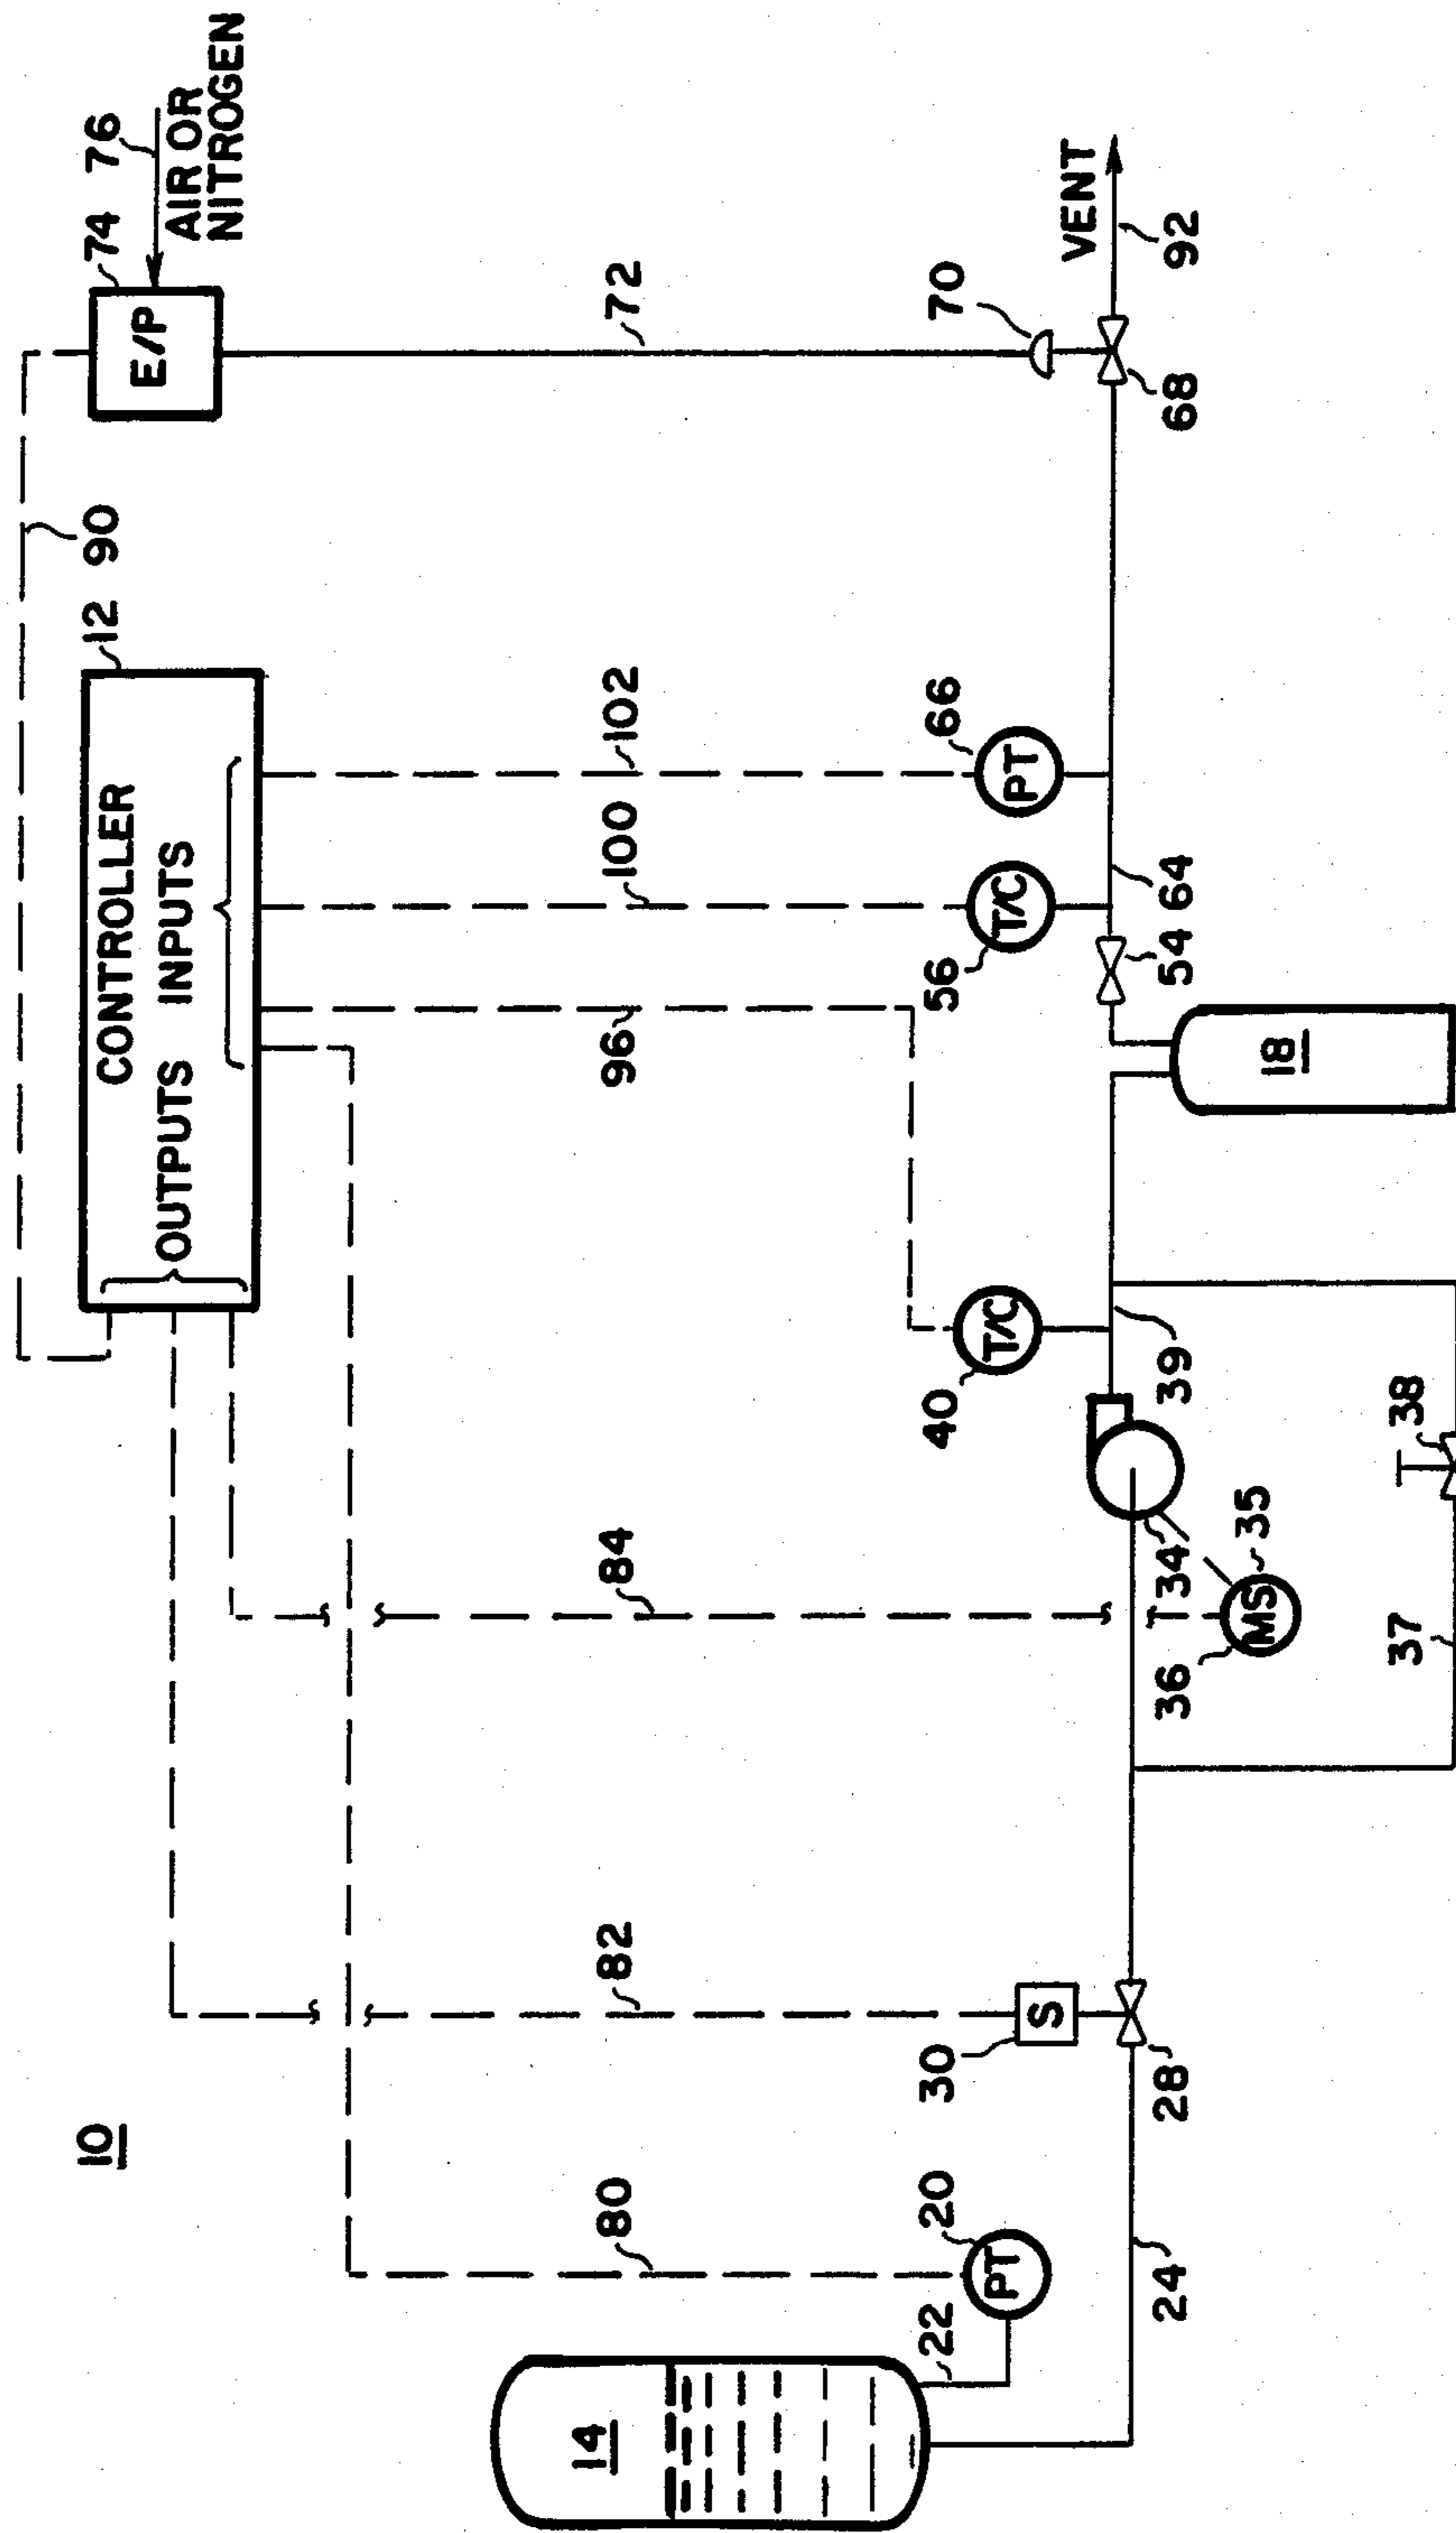 10
CONTROLLER
12
OUTPUTS INPUTS
90
E/P
74
76
AIR OR
NITROGEN
80
82
84
96
100
102
72
14
22
PT
20
S
30
T/C
40
T/C
56
PT
66
70
VENT
24
28
34
36
MS
35
39
54
64
68
92
18
37
38